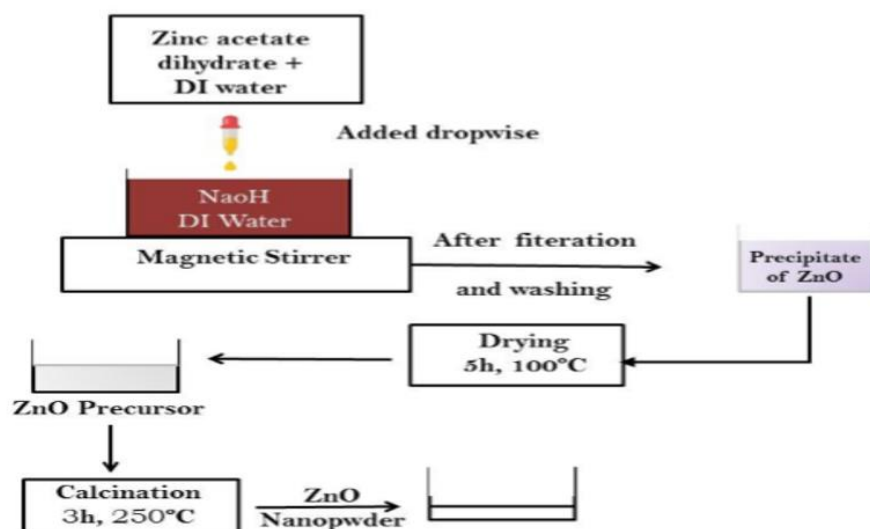 Zinc acetate
dihydrate +
DI water
Added dropwise
NaoH
DI Water
Magnetic Stirrer
After fiteration
and washing
Precipitate
of ZnO
Drying
5h, 100°C
ZnO Precursor
Calcination
3h, 250°C
ZnO
Nanopwder